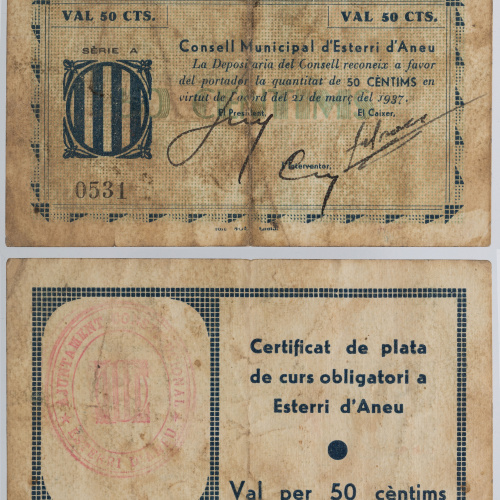 VAL 50 CTS. VAL 50 CTS.
SÈRIE A
Consell Municipal d'Esterri d'Aneu
La Depositaria del Consell reconeix a favor
del portador la quantitat de 50 CÈNTIMS en
virtut de l'acord del 21 de març del 1937.
El President, El Caixer,
L'Interventor,
0531
Certificat de plata
de curs obligatori a
Esterri d'Aneu
Val per 50 cèntims